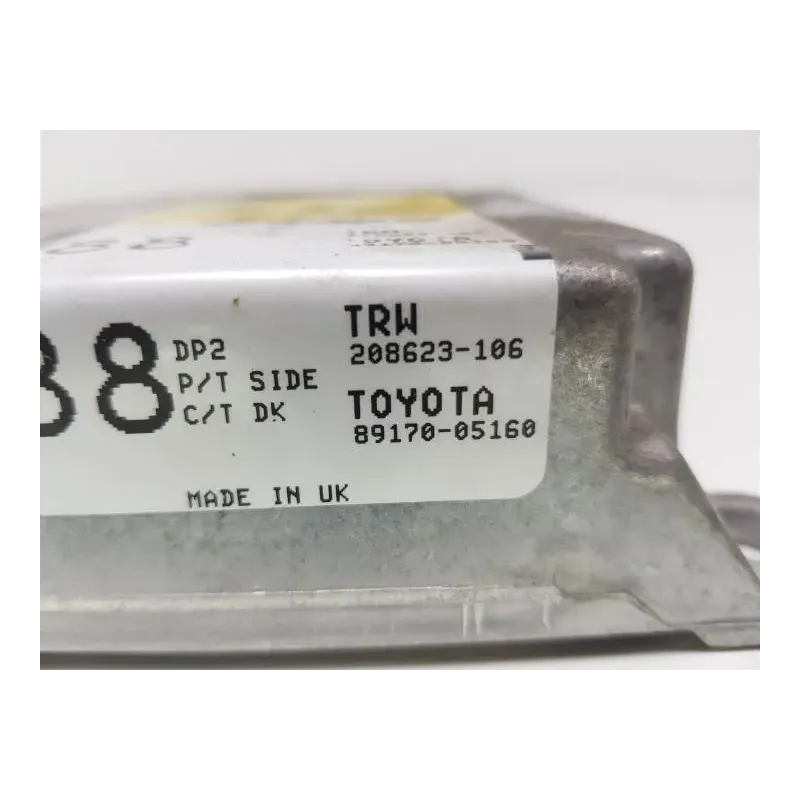 88
DP2
P/T SIDE
C/T DK
TRW
208623-106
TOYOTA
89170-05160
MADE IN UK